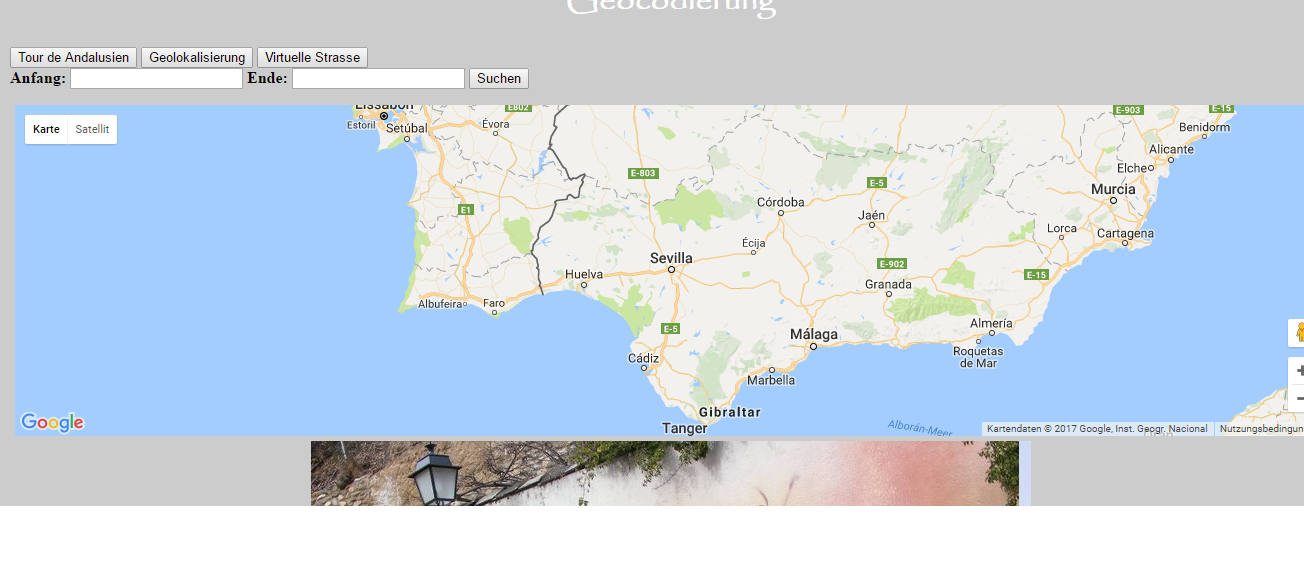 Geocodierung
Tour de Andalusien Geolokalisierung Virtuelle Strasse
Anfang: Ende: Suchen
Karte Satellit
Lissabon
E802
E-903
E-15
Estoril
Setúbal
Évora
Benidorm
Alicante
Elche
E-803
E-5
Murcia
E1
Córdoba
Jaén
Lorca
Cartagena
Écija
Sevilla
E-902
E-15
Huelva
Granada
Albufeira
Faro
E-5
Málaga
Almería
Roquetas
de Mar
Cádiz
Marbella
Gibraltar
Tanger
Alborán-Meer
Google
Kartendaten © 2017 Google, Inst. Geogr. Nacional
Nutzungsbedingun